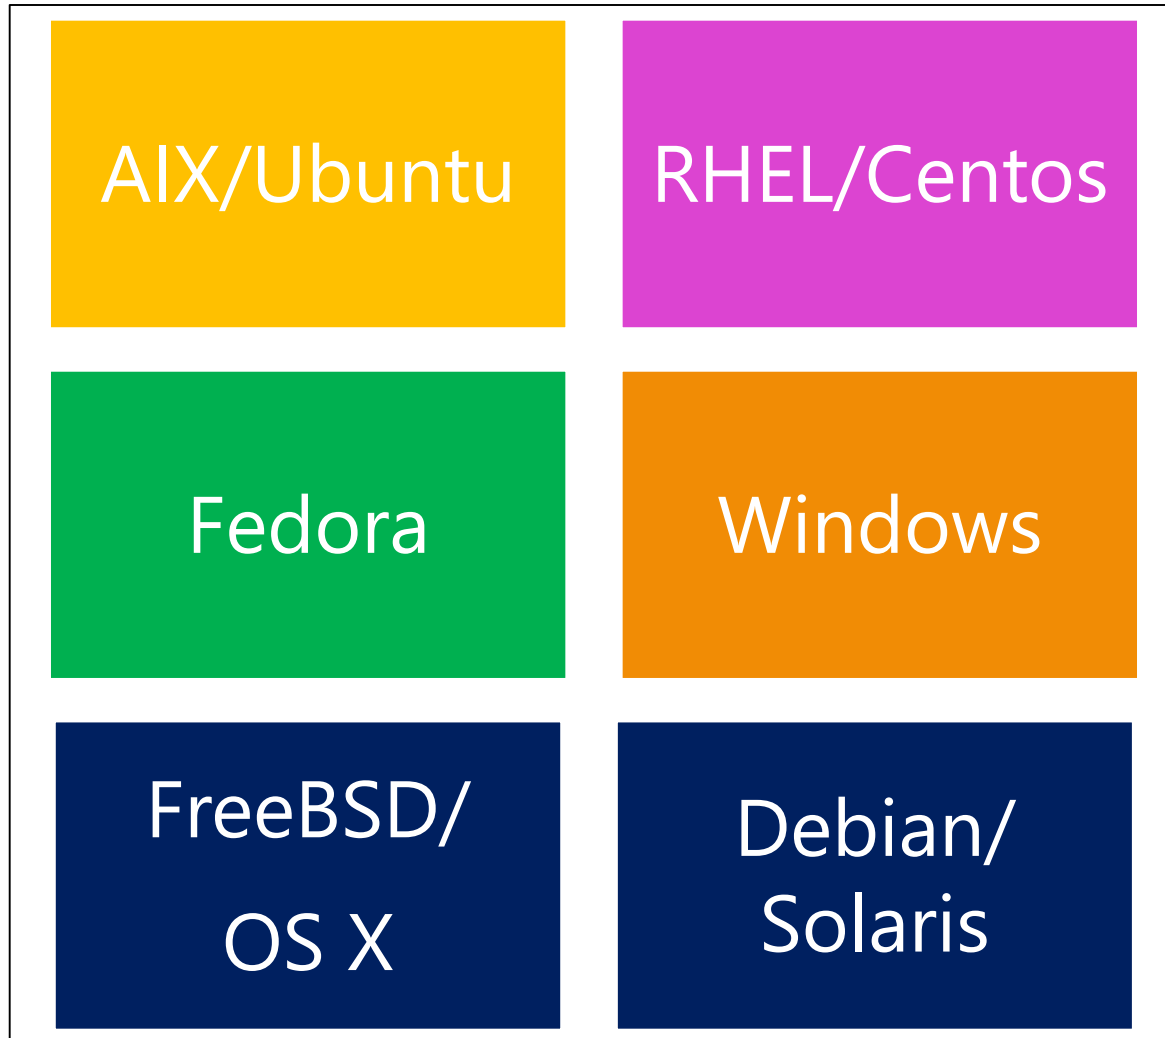 AIX/Ubuntu
RHEL/Centos
Fedora
Windows
FreeBSD/
OS X
Debian/
Solaris